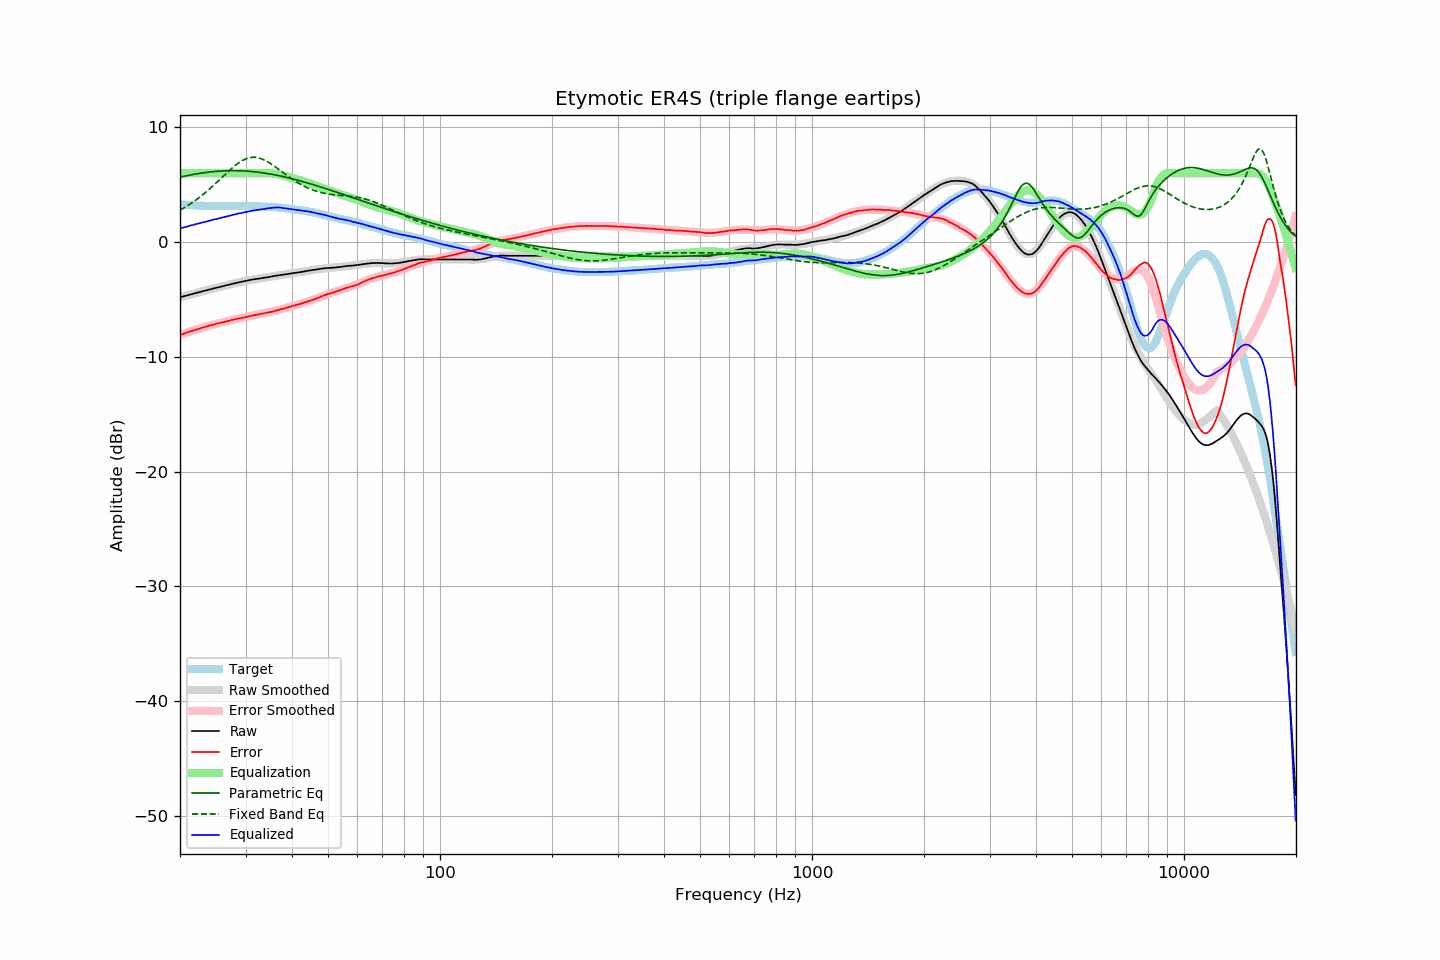 Etymotic ER4S (triple flange eartips)
10
0
−10
−20
−30
−40
−50
Amplitude (dBr)
Target
Raw Smoothed
Error Smoothed
Raw
Error
Equalization
Parametric Eq
Fixed Band Eq
Equalized
100
1000
10000
Frequency (Hz)